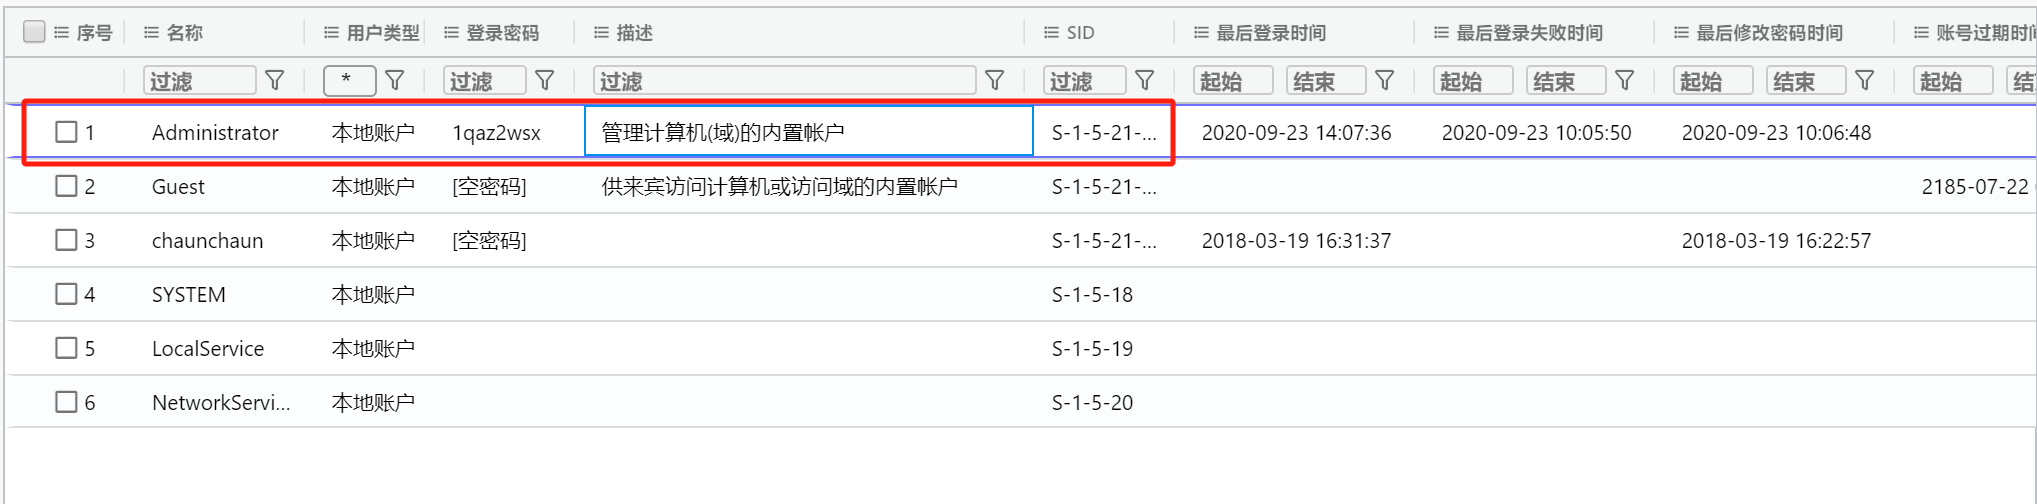 序号 名称 用户类型 登录密码 描述 SID 最后登录时间 最后登录失败时间 最后修改密码时间 账号过期时间
过滤 * 过滤 过滤 过滤 起始 结束 起始 结束 起始 结束 起始
1 Administrator 本地账户 1qaz2wsx 管理计算机(域)的内置帐户 S-1-5-21-... 2020-09-23 14:07:36 2020-09-23 10:05:50 2020-09-23 10:06:48
2 Guest 本地账户 [空密码] 供来宾访问计算机或访问域的内置帐户 S-1-5-21-... 2185-07-22
3 chaunchaun 本地账户 [空密码] S-1-5-21-... 2018-03-19 16:31:37 2018-03-19 16:22:57
4 SYSTEM 本地账户 S-1-5-18
5 LocalService 本地账户 S-1-5-19
6 NetworkServi... 本地账户 S-1-5-20